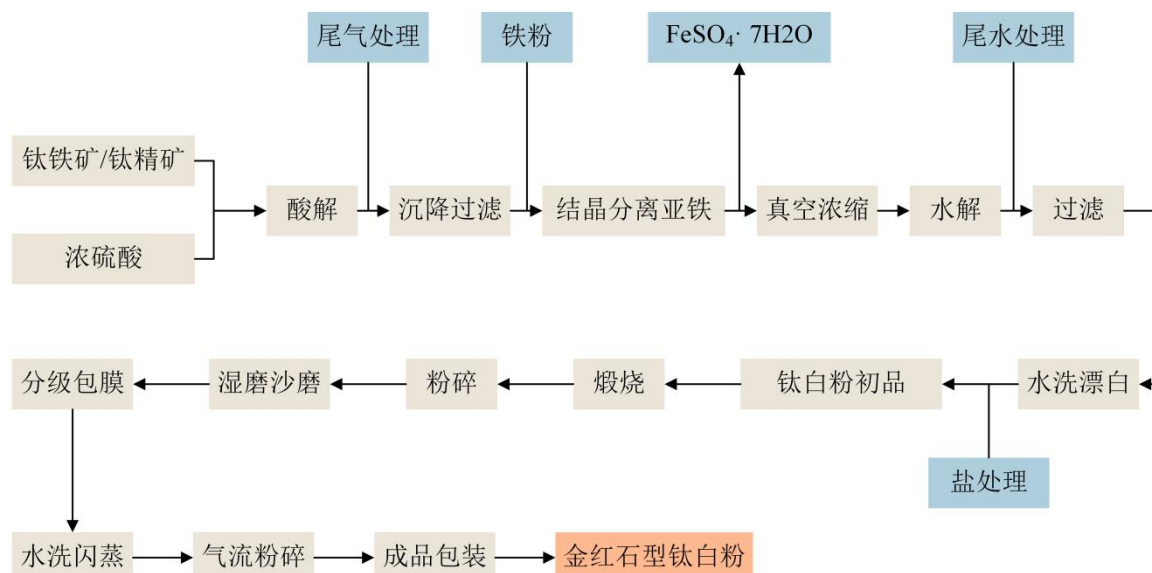 尾气处理
铁粉
FeSO₄· 7H2O
尾水处理
钛铁矿/钛精矿
浓硫酸
酸解
沉降过滤
结晶分离亚铁
真空浓缩
水解
过滤
分级包膜
湿磨沙磨
粉碎
煅烧
钛白粉初品
水洗漂白
盐处理
水洗闪蒸
气流粉碎
成品包装
金红石型钛白粉